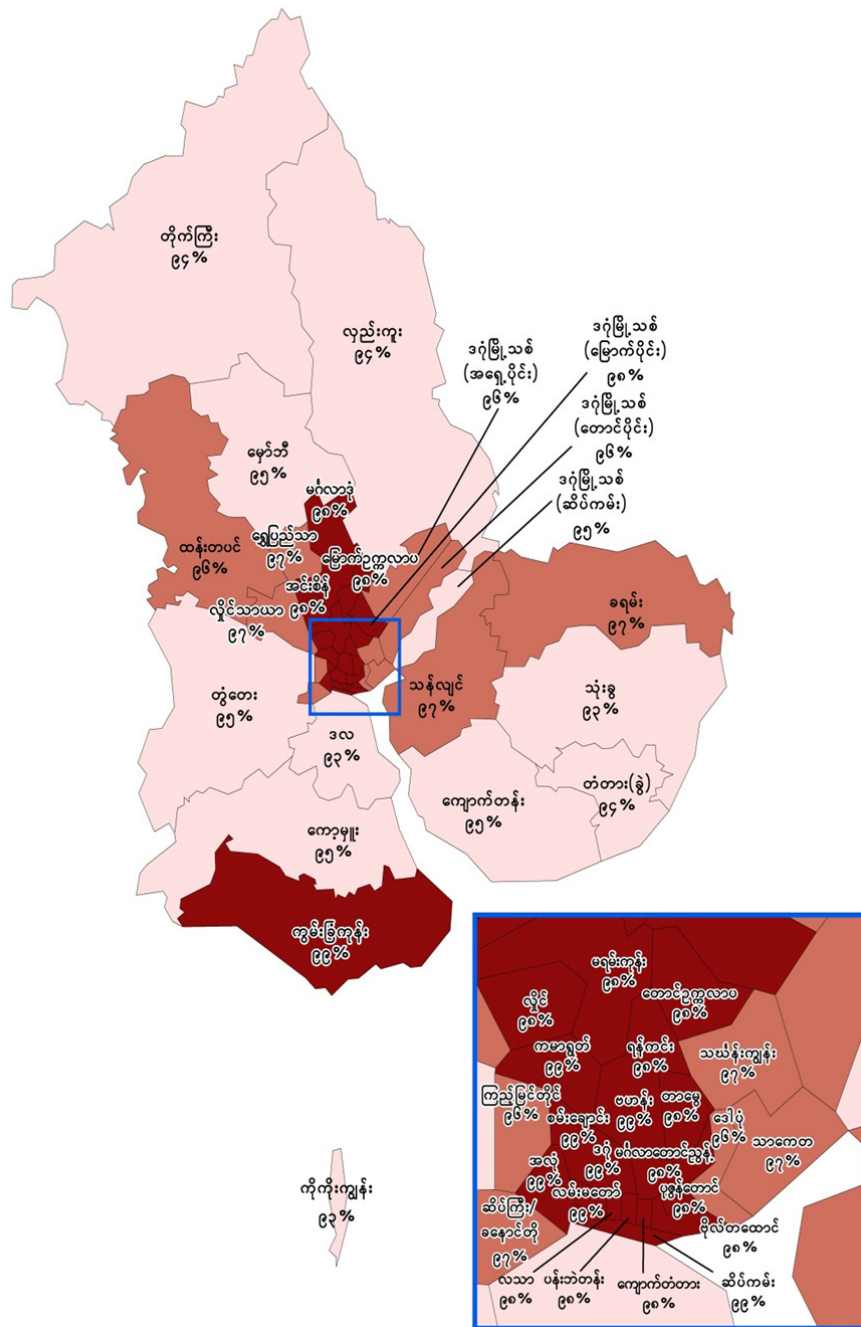 တိုက်ကြီး
၉၄%
လှည်းကူး
၉၄%
ဒဂုံမြို့သစ်
(အရှေ့ပိုင်း)
၉၆%
ဒဂုံမြို့သစ်
(မြောက်ပိုင်း)
၉၈%
ဒဂုံမြို့သစ်
(တောင်ပိုင်း)
၉၆%
ဒဂုံမြို့သစ်
(ဆိပ်ကမ်း)
၉၅%
မှော်ဘီ
၉၅%
မင်္ဂလာဒုံ
၉၈%
ရွှေပြည်သာ
၉၇%
မြောက်ဥက္ကလာပ
၉၈%
ထန်းတပင်
၉၆%
အင်းစိန်
၉၈%
လှိုင်သာယာ
၉၇%
ခရမ်း
၉၇%
သန်လျင်
၉၇%
သုံးခွ
၉၃%
တွံတေး
၉၅%
ဒလ
၉၃%
တံတား(ခွဲ)
၉၄%
ကျောက်တန်း
၉၅%
ကော့မှူး
၉၅%
ကွမ်းခြံကုန်း
၉၉%
ကိုကိုးကျွန်း
၉၃%
မရမ်းကုန်း
၉၈%
လှိုင်
၉၈%
တောင်ဥက္ကလာပ
၉၈%
ကမာရွတ်
၉၉%
ရန်ကင်း
၉၈%
သင်္ဃန်းကျွန်း
၉၇%
ကြည့်မြင်တိုင်
၉၆%
စမ်းချောင်း
၉၉%
ဗဟန်း
၉၉%
တာမွေ
၉၈%
ဒေါပုံ
၉၆%
သာကေတ
၉၇%
အလုံ
၉၉%
ဒဂုံ
၉၉%
မင်္ဂလာတောင်ညွန့်
၉၈%
လမ်းမတော်
၉၉%
ပုဇွန်တောင်
၉၈%
ဆိပ်ကြီး/
ခနောင်တို
၉၇%
ဗိုလ်တထောင်
၉၈%
လသာ
၉၈%
ပန်းဘဲတန်း
၉၈%
ကျောက်တံတား
၉၈%
ဆိပ်ကမ်း
၉၉%